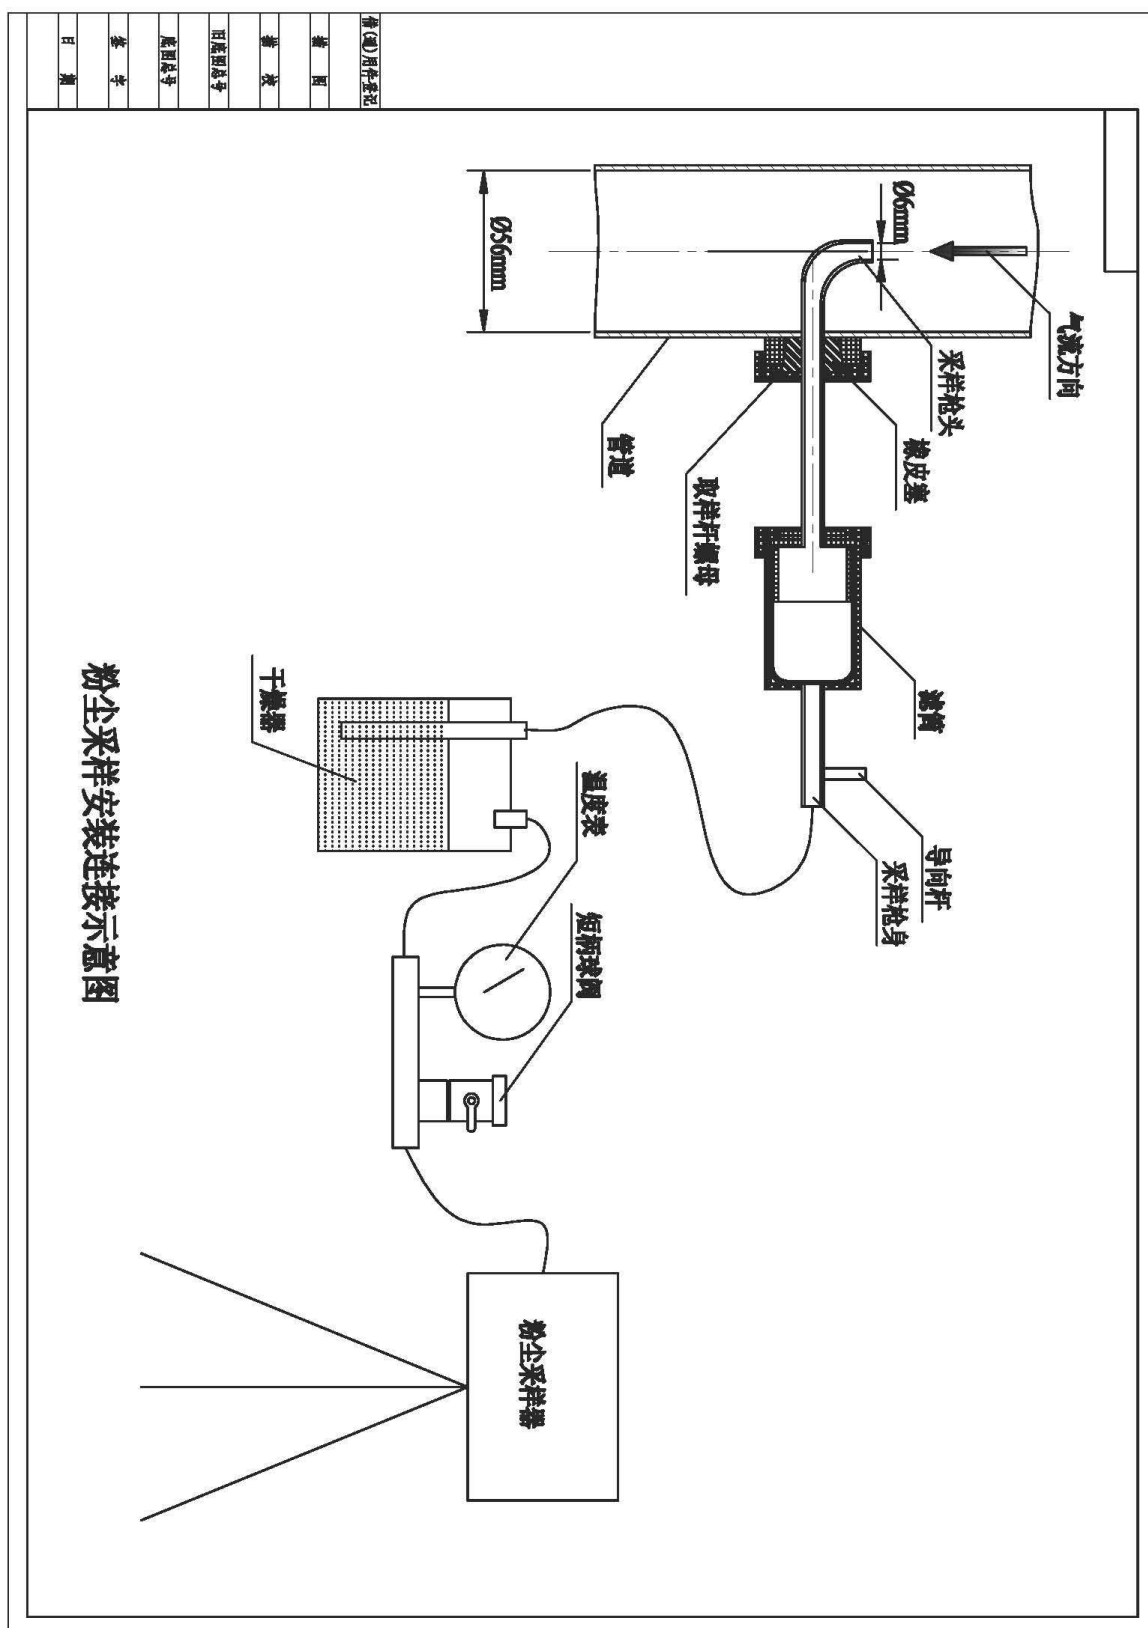 借(通)用件登记
描 图
描 校
旧底图总号
底图总号
签 字
日 期
Ø56mm
Ø6mm
气流方向
采样枪头
橡皮塞
管道
取样杆螺母
滤筒
导向杆
采样枪身
干燥器
温度表
短柄球阀
粉尘采样器
粉尘采样安装连接示意图